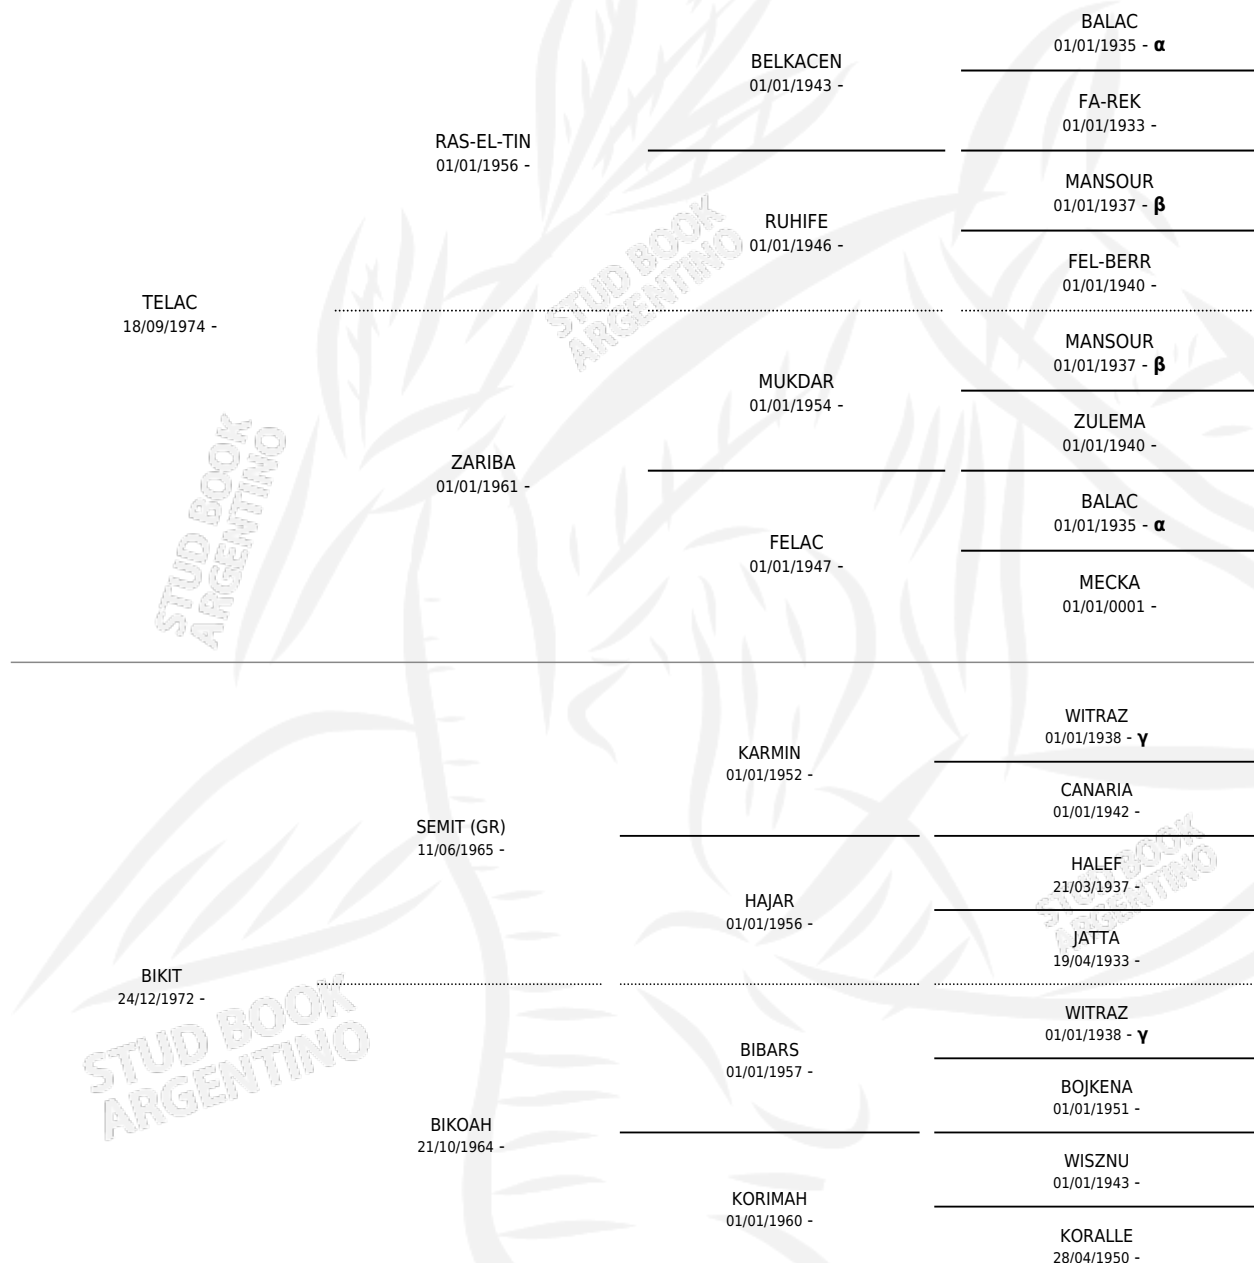 BALAC
01/01/1935 - α
BELKACEN
01/01/1943 -
FA-REK
01/01/1933 -
RAS-EL-TIN
01/01/1956 -
MANSOUR
01/01/1937 - β
RUHIFE
01/01/1946 -
FEL-BERR
01/01/1940 -
TELAC
18/09/1974 -
MANSOUR
01/01/1937 - β
MUKDAR
01/01/1954 -
ZULEMA
01/01/1940 -
ZARIBA
01/01/1961 -
BALAC
01/01/1935 - α
FELAC
01/01/1947 -
MECKA
01/01/0001 -
STUD BOOK
ARGENTINO
STUD BOOK
ARGENTINO
WITRAZ
01/01/1938 - γ
KARMIN
01/01/1952 -
CANARIA
01/01/1942 -
SEMIT (GR)
11/06/1965 -
HALEF
21/03/1937 -
HAJAR
01/01/1956 -
JATTA
19/04/1933 -
BIKIT
24/12/1972 -
WITRAZ
01/01/1938 - γ
BIBARS
01/01/1957 -
BOJKENA
01/01/1951 -
BIKOAH
21/10/1964 -
WISZNU
01/01/1943 -
KORIMAH
01/01/1960 -
KORALLE
28/04/1950 -
STUD BOOK
ARGENTINO
STUD BOOK
ARGENTINO